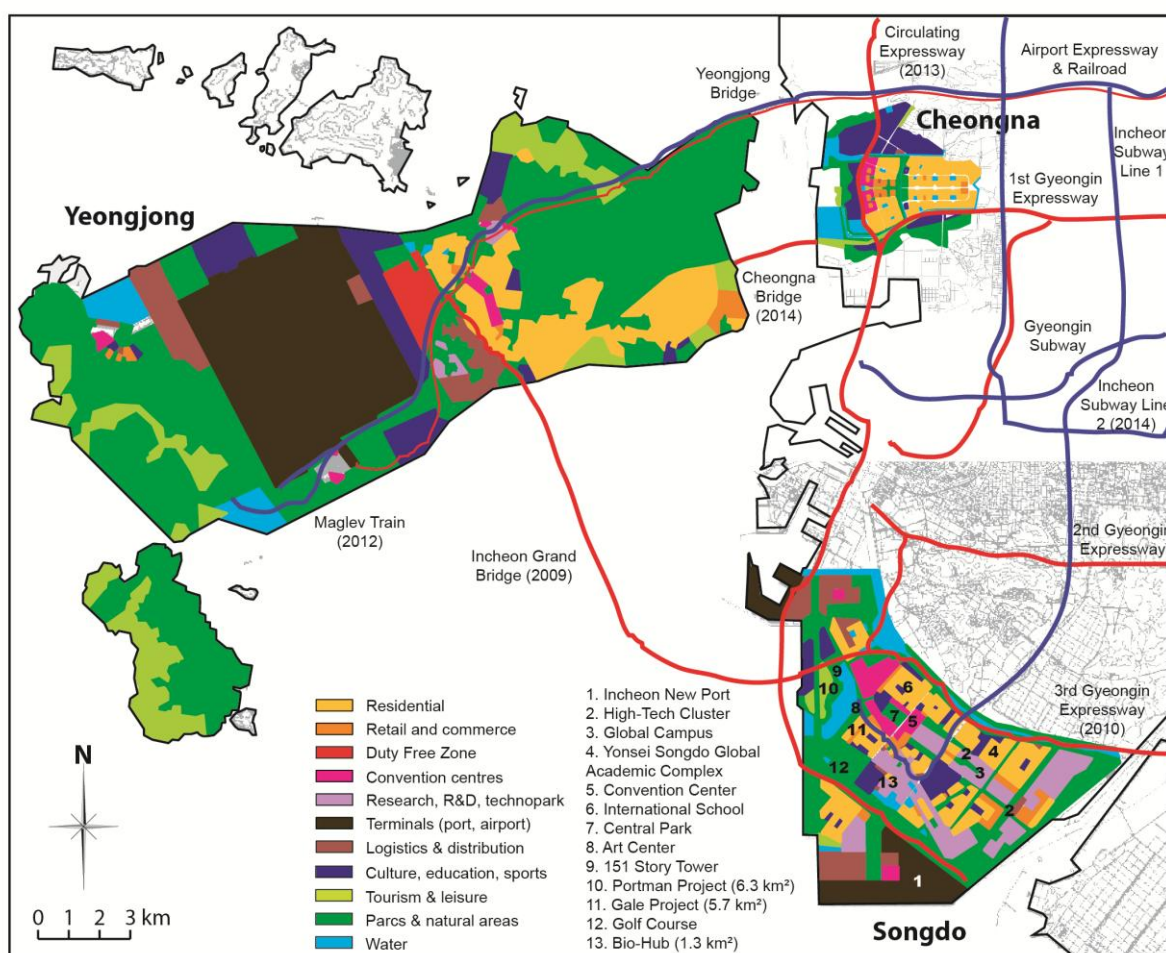 Circulating
Expressway
(2013)
Airport Expressway
& Railroad
Yeongjong
Bridge
Cheongna
Incheon
Subway
Line 1
1st Gyeongin
Expressway
Yeongjong
Cheongna
Bridge
(2014)
Gyeongin
Subway
Incheon
Subway Line
2 (2014)
Maglev Train
(2012)
Incheon Grand
Bridge (2009)
2nd Gyeongin
Expressway
3rd Gyeongin
Expressway
(2010)
9
10
6
8
7
5
11
2
4
12
3
13
2
1
Songdo
N
0 1 2 3 km
Residential
Retail and commerce
Duty Free Zone
Convention centres
Research, R&D, technopark
Terminals (port, airport)
Logistics & distribution
Culture, education, sports
Tourism & leisure
Parcs & natural areas
Water
1. Incheon New Port
2. High-Tech Cluster
3. Global Campus
4. Yonsei Songdo Global
Academic Complex
5. Convention Center
6. International School
7. Central Park
8. Art Center
9. 151 Story Tower
10. Portman Project (6.3 km²)
11. Gale Project (5.7 km²)
12. Golf Course
13. Bio-Hub (1.3 km²)